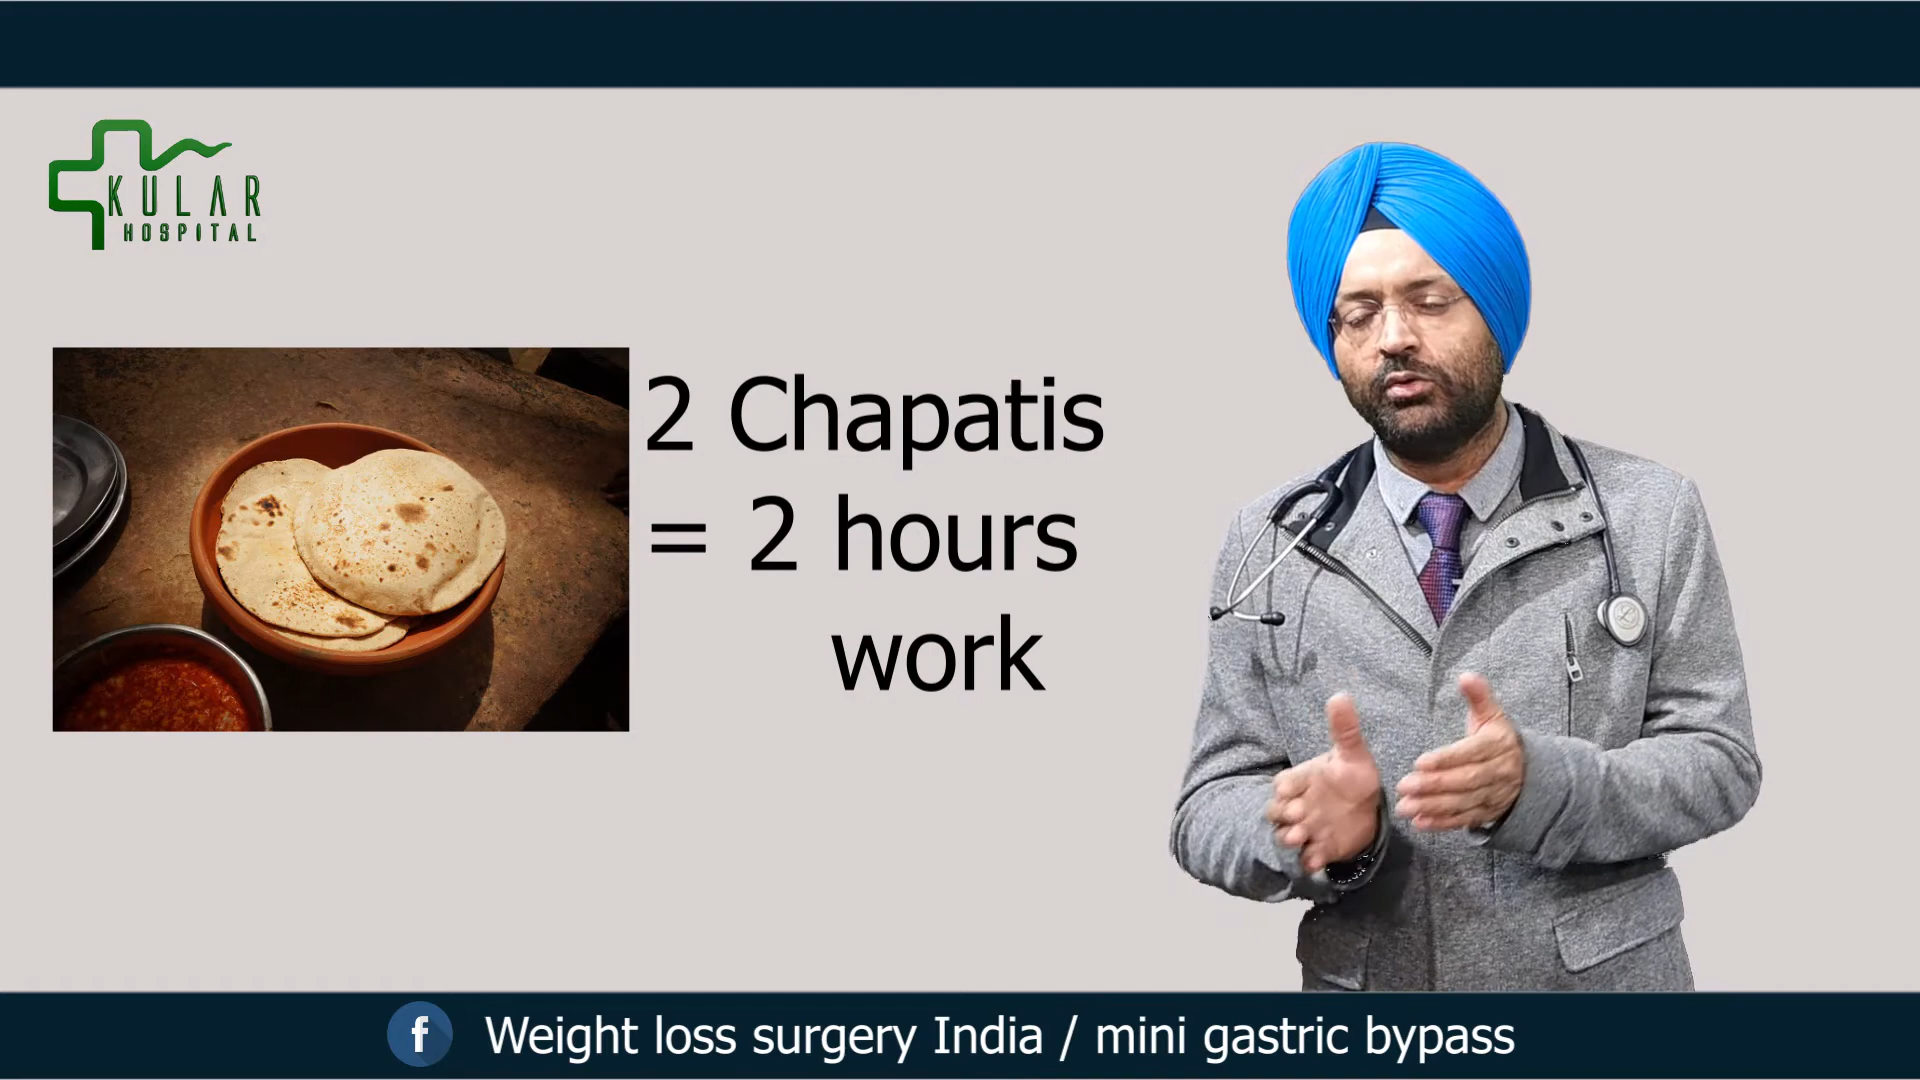 KULAR
HOSPITAL
2 Chapatis
= 2 hours
work
f Weight loss surgery India / mini gastric bypass